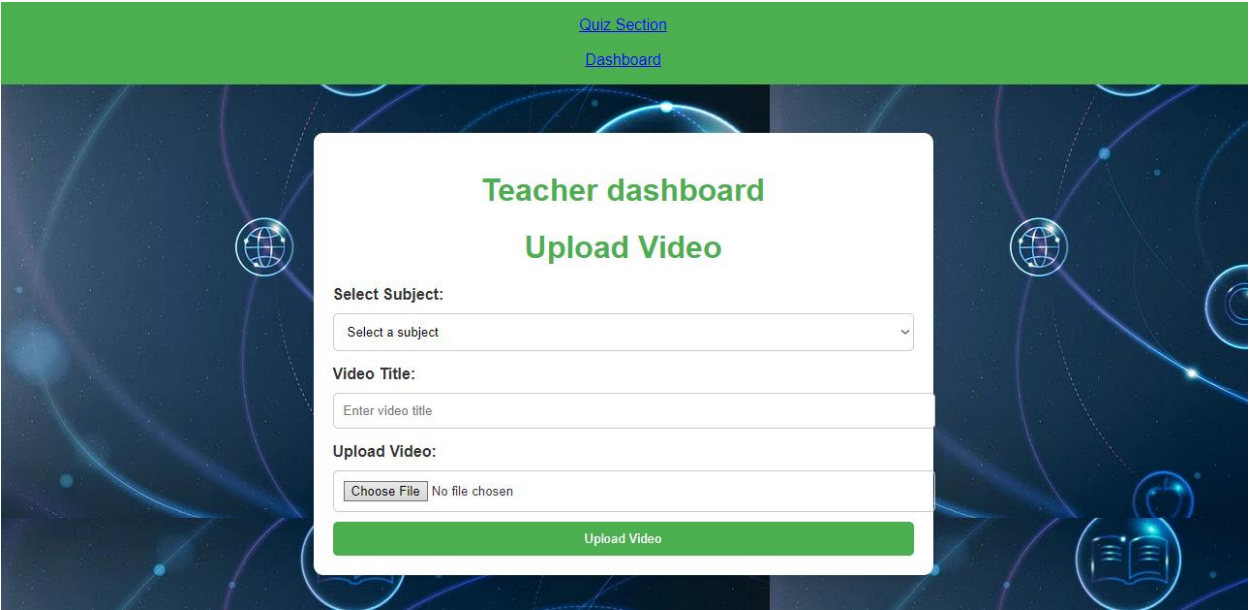 Quiz Section
Dashboard
Teacher dashboard
Upload Video
Select Subject:
Select a subject
Video Title:
Enter video title
Upload Video:
Choose File No file chosen
Upload Video